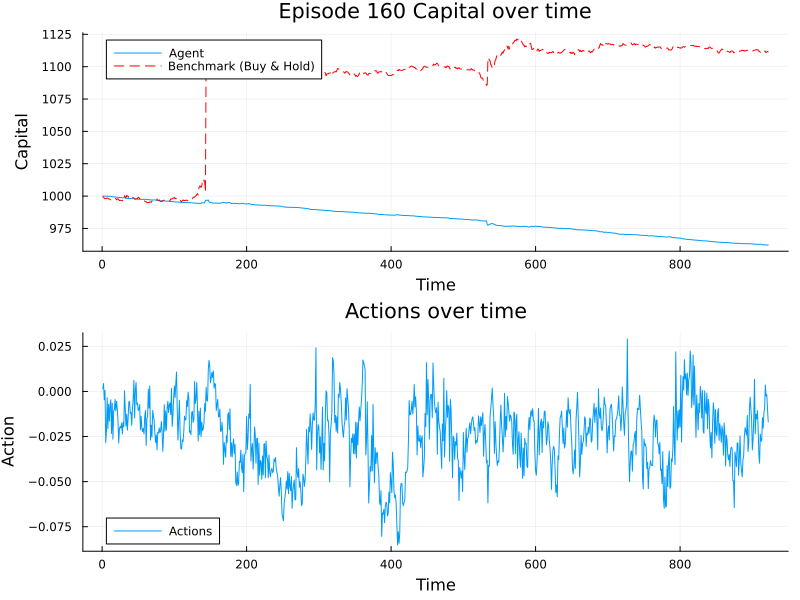 Episode 160 Capital over time
1125
1100
1075
1050
1025
1000
975
Capital
Agent
Benchmark (Buy & Hold)
0 200 400 600 800
Time
Actions over time
0.025
0.000
−0.025
−0.050
−0.075
Action
Actions
0 200 400 600 800
Time